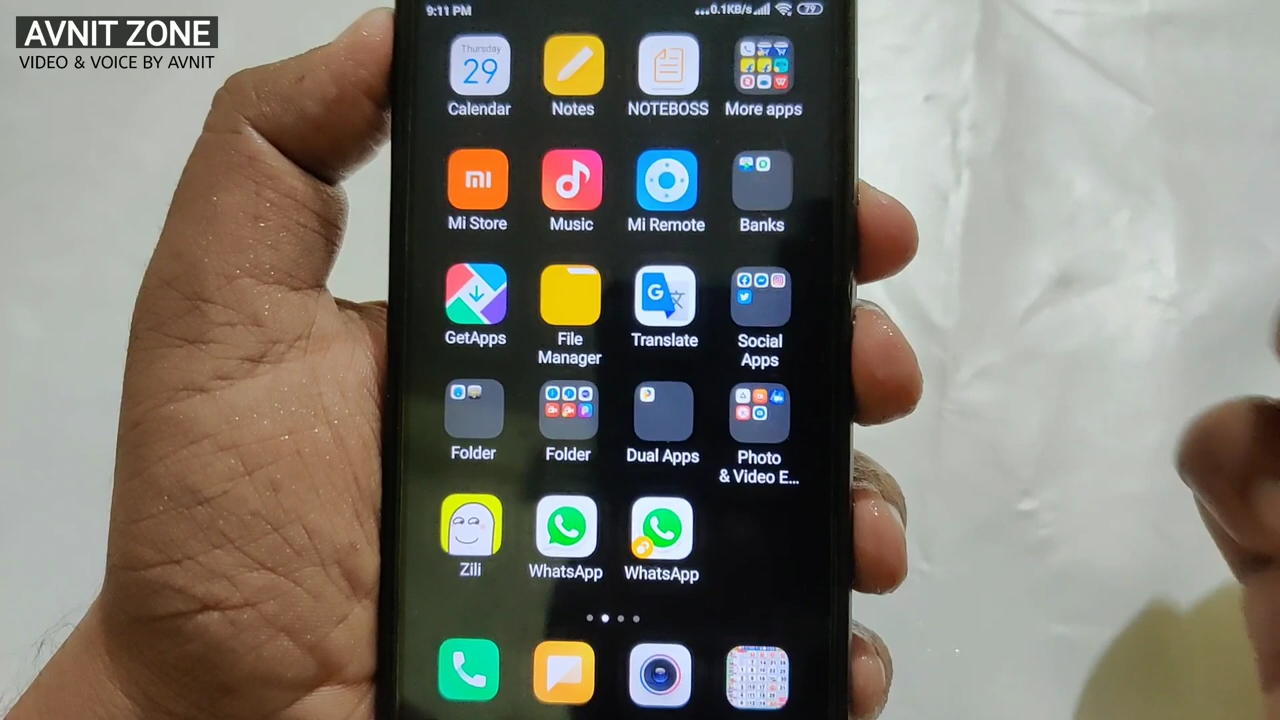 AVNIT ZONE
VIDEO & VOICE BY AVNIT
9:11 PM
...0.1KB/s
79
Thursday
29
Calendar
Notes
NOTEBOSS
More apps
mi
Mi Store
Music
Mi Remote
Banks
GetApps
File
Manager
G
Translate
Social
Apps
Folder
Folder
Dual Apps
Photo
& Video E...
Zili
WhatsApp
WhatsApp